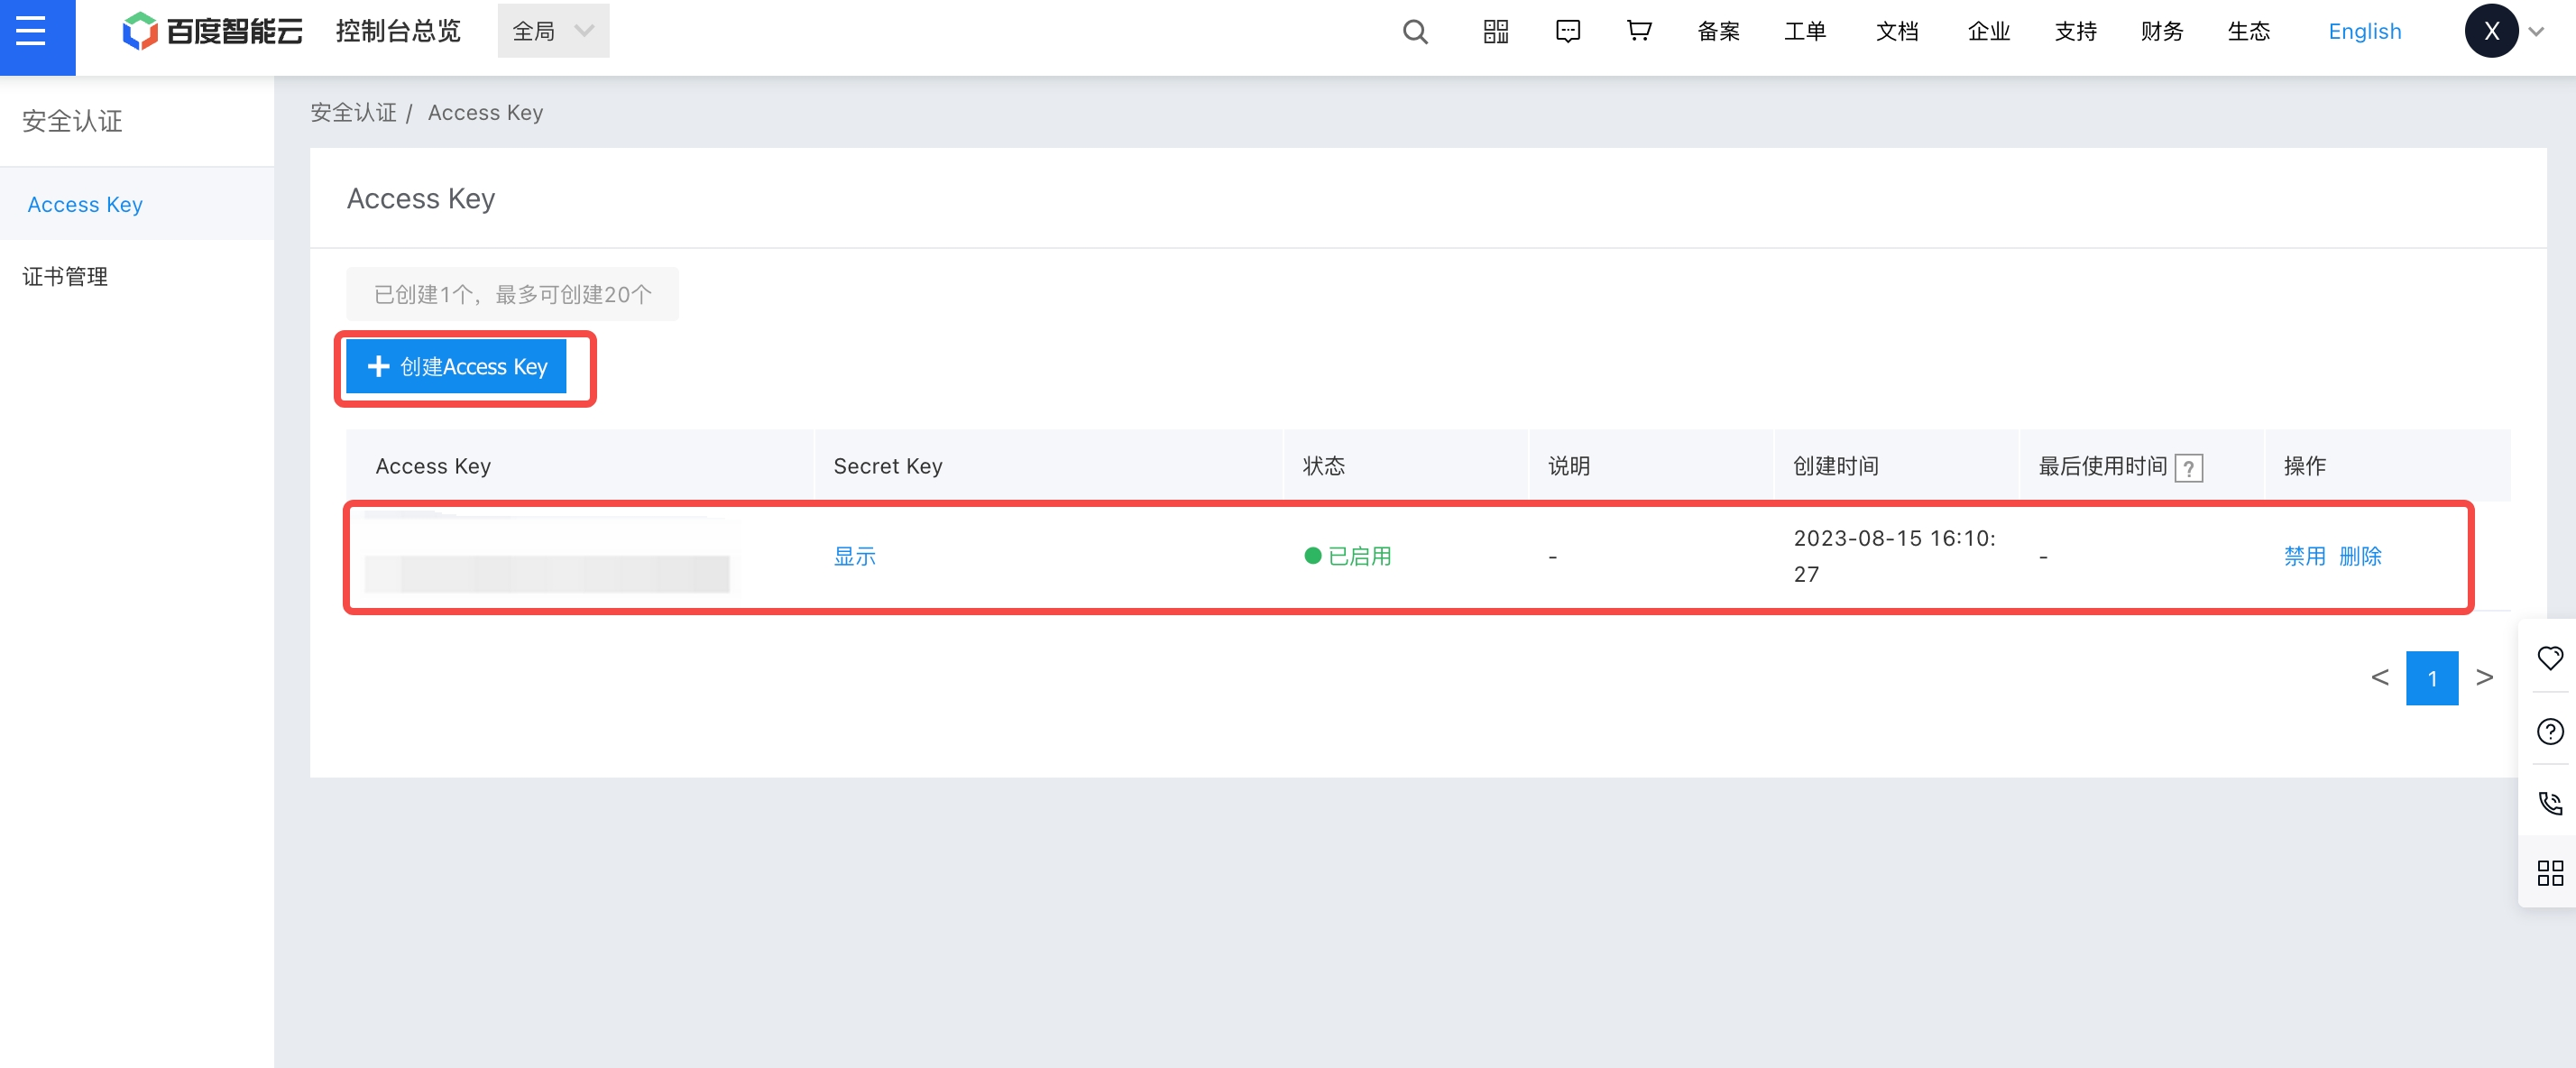 百度智能云 控制台总览 全局 备案 工单 文档 企业 支持 财务 生态 English X
安全认证
Access Key
证书管理
安全认证 / Access Key
Access Key
已创建1个，最多可创建20个
+ 创建Access Key
Access Key Secret Key 状态 说明 创建时间 最后使用时间 ? 操作
显示 已启用 - 2023-08-15 16:10:
27 - 禁用 删除
< 1 >